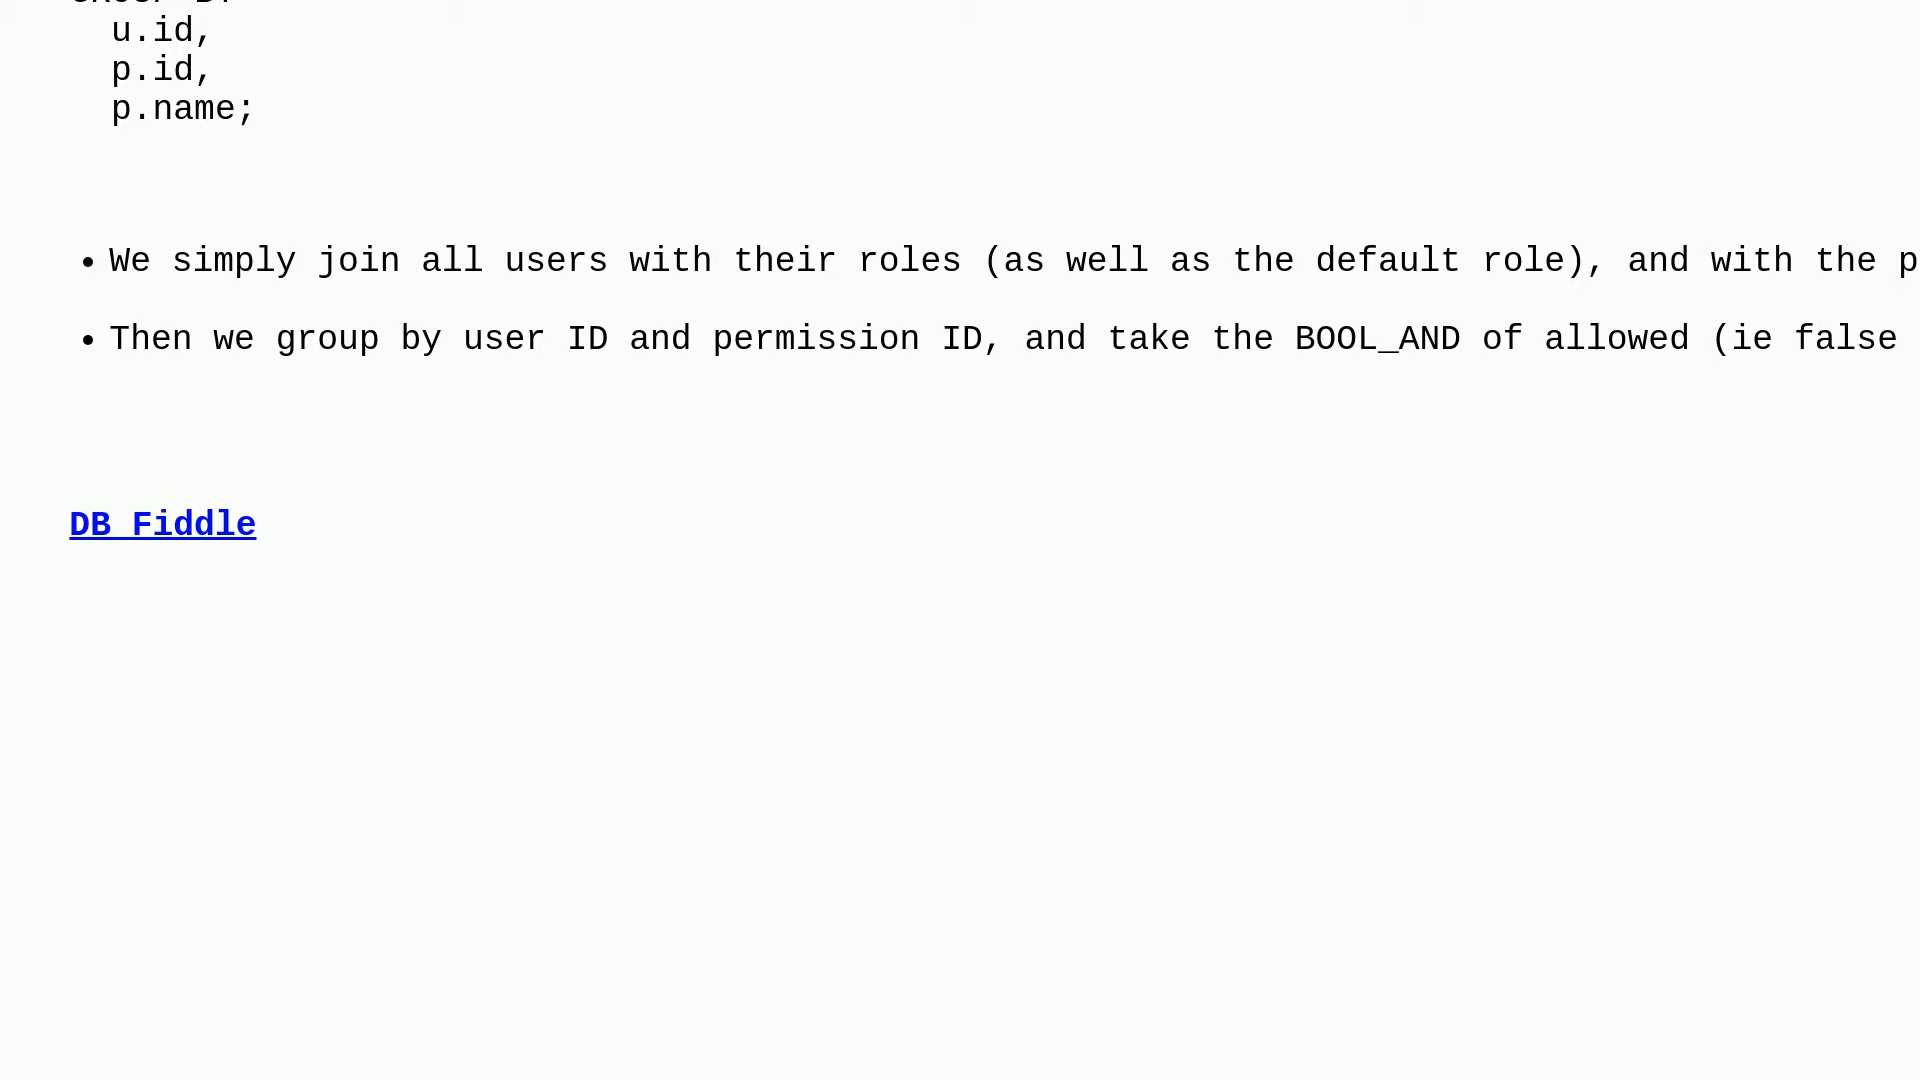 GROUP BY
u.id,
p.id,
p.name;
• We simply join all users with their roles (as well as the default role), and with the p
• Then we group by user ID and permission ID, and take the BOOL_AND of allowed (ie false
DB Fiddle